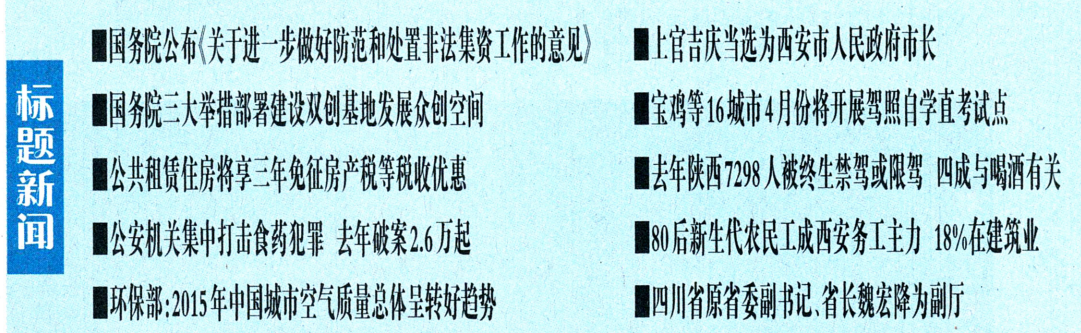 标题新闻
■国务院公布《关于进一步做好防范和处置非法集资工作的意见》
■国务院三大举措部署建设双创基地发展众创空间
■公共租赁住房将享三年免征房产税等税收优惠
■公安机关集中打击食药犯罪 去年破案2.6万起
■环保部:2015年中国城市空气质量总体呈转好趋势
■上官吉庆当选为西安市人民政府市长
■宝鸡等16城市4月份将开展驾照自学直考试点
■去年陕西7298人被终生禁驾或限驾 四成与喝酒有关
■80后新生代农民工成西安务工主力 18%在建筑业
■四川省原省委副书记、省长魏宏降为副厅